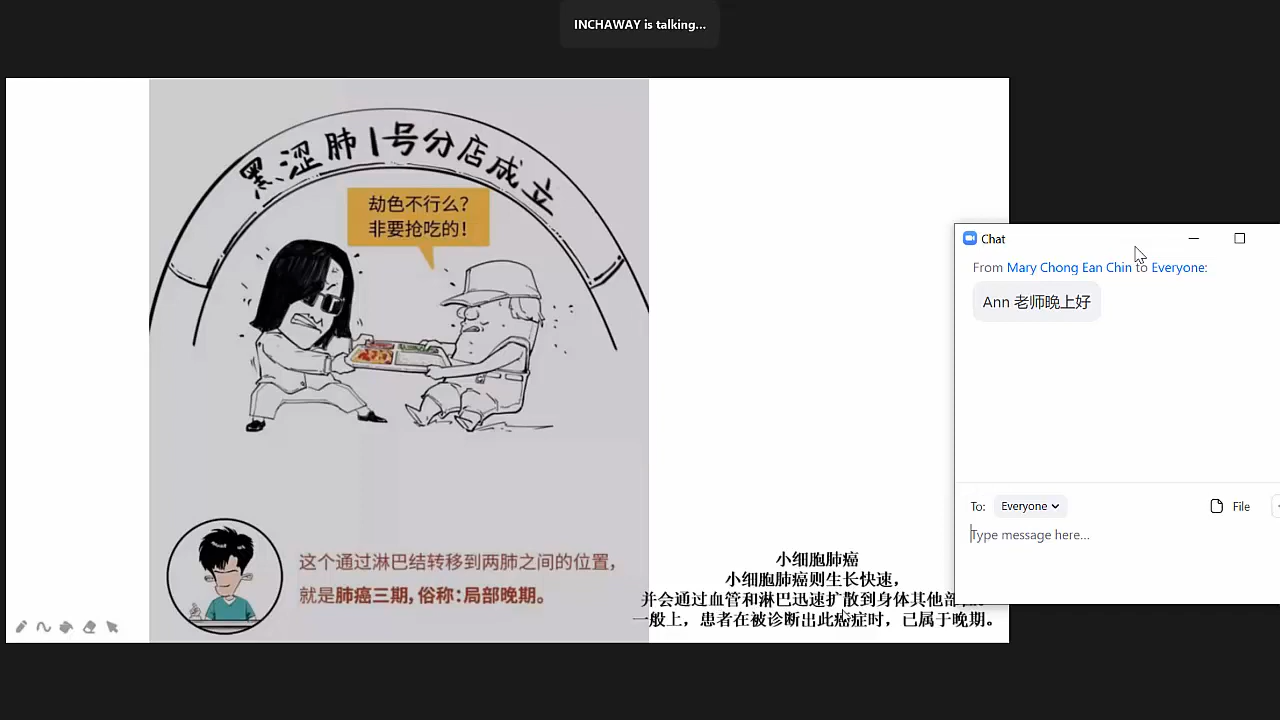 INCHAWAY is talking...
黑涩肺1号分店成立
劫色不行么?
非要抢吃的!
这个通过淋巴结转移到两肺之间的位置,
就是肺癌三期,俗称:局部晚期。
小细胞肺癌
小细胞肺癌则生长快速,
并会通过血管和淋巴迅速扩散到身体其他部
一般上,患者在被诊断出此癌症时,已属于晚期。
Chat
From Mary Chong Ean Chin to Everyone:
Ann 老师晚上好
To: Everyone File
Type message here...